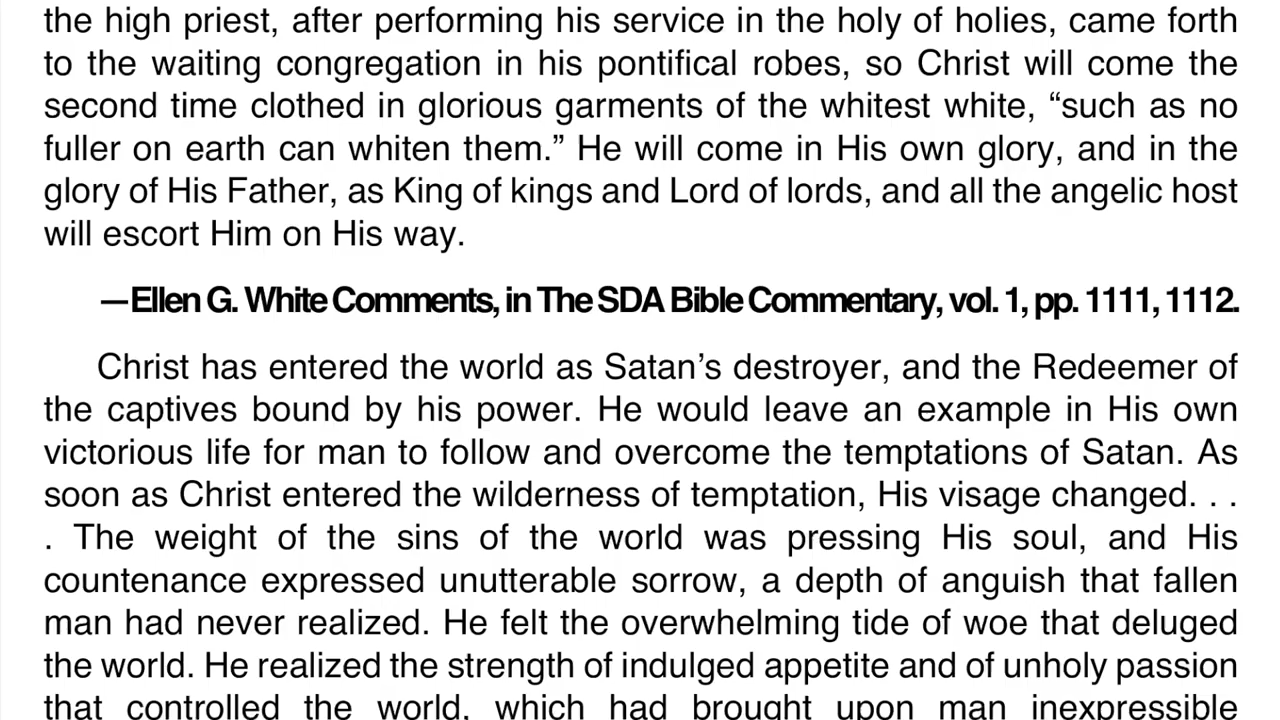 the high priest, after performing his service in the holy of holies, came forth
to the waiting congregation in his pontifical robes, so Christ will come the
second time clothed in glorious garments of the whitest white, “such as no
fuller on earth can whiten them.” He will come in His own glory, and in the
glory of His Father, as King of kings and Lord of lords, and all the angelic host
will escort Him on His way.
—Ellen G. White Comments, in The SDA Bible Commentary, vol. 1, pp. 1111, 1112.
Christ has entered the world as Satan’s destroyer, and the Redeemer of
the captives bound by his power. He would leave an example in His own
victorious life for man to follow and overcome the temptations of Satan. As
soon as Christ entered the wilderness of temptation, His visage changed. . .
. The weight of the sins of the world was pressing His soul, and His
countenance expressed unutterable sorrow, a depth of anguish that fallen
man had never realized. He felt the overwhelming tide of woe that deluged
the world. He realized the strength of indulged appetite and of unholy passion
that controlled the world, which had brought upon man inexpressible